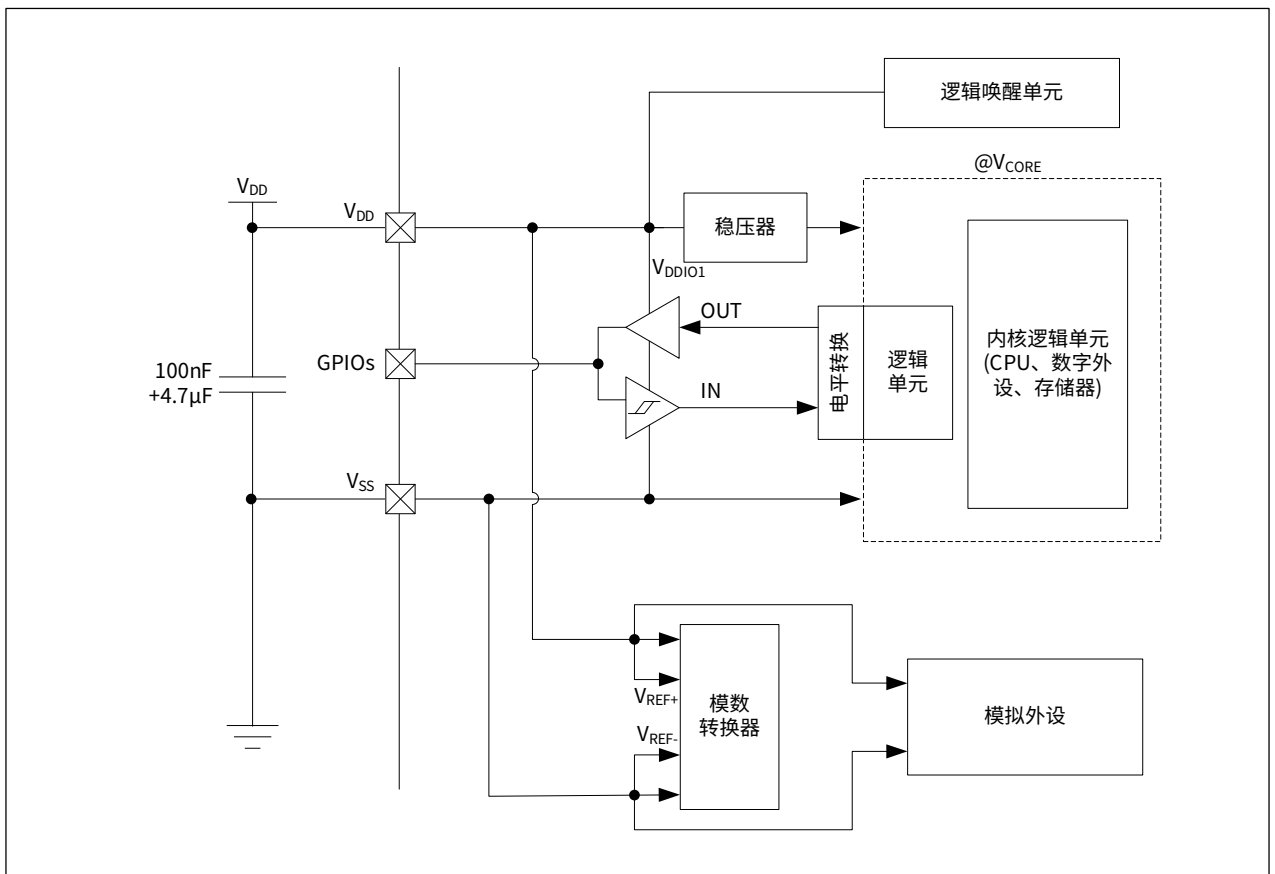 逻辑唤醒单元
@VCORE
VDD
VDD
稳压器
VDDIO1
OUT
GPIOs
100nF
+4.7µF
电平转换
逻辑
单元
内核逻辑单元
(CPU、数字外
设、存储器)
IN
VSS
VREF+
模数
转换器
VREF-
模拟外设